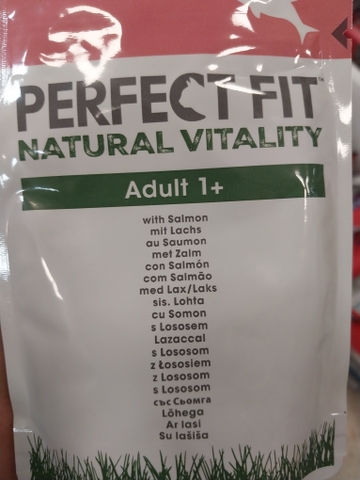 PERFECT FIT™
NATURAL VITALITY
Adult 1+
with Salmon
mit Lachs
au Saumon
met Zalm
con Salmón
com Salmão
med Lax/Laks
sis. Lohta
cu Somon
s Lososem
Lazaccal
s Lososom
z Łososiem
z Lososom
s Lososom
със Сьомга
Lõhega
Ar lasi
Su lašiša